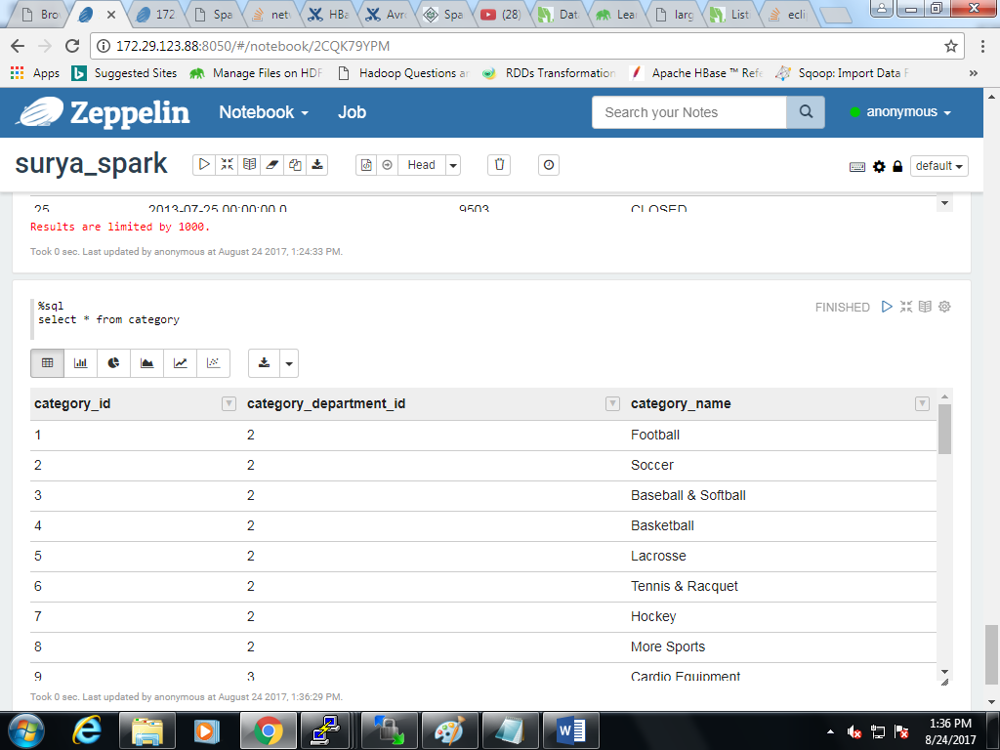 Bro
172
Spa
net
HBa
Avr
Spa
(28)
Dat
Lea
larg
List
ecli
172.29.123.88:8050/#/notebook/2CQK79YPM
Apps
Suggested Sites
Manage Files on HDF
Hadoop Questions an
RDDs Transformation
Apache HBase ™ Refe
Sqoop: Import Data F
»
Zeppelin
Notebook
Job
Search your Notes
anonymous
surya_spark
Head
default
25 2013-07-25 00:00:00.0 9503 CLOSED
Results are limited by 1000.
Took 0 sec. Last updated by anonymous at August 24 2017, 1:24:33 PM.
%sql
select * from category
FINISHED
category_id category_department_id category_name
1 2 Football
2 2 Soccer
3 2 Baseball & Softball
4 2 Basketball
5 2 Lacrosse
6 2 Tennis & Racquet
7 2 Hockey
8 2 More Sports
9 3 Cardio Equipment
Took 0 sec. Last updated by anonymous at August 24 2017, 1:36:29 PM.
1:36 PM
8/24/2017